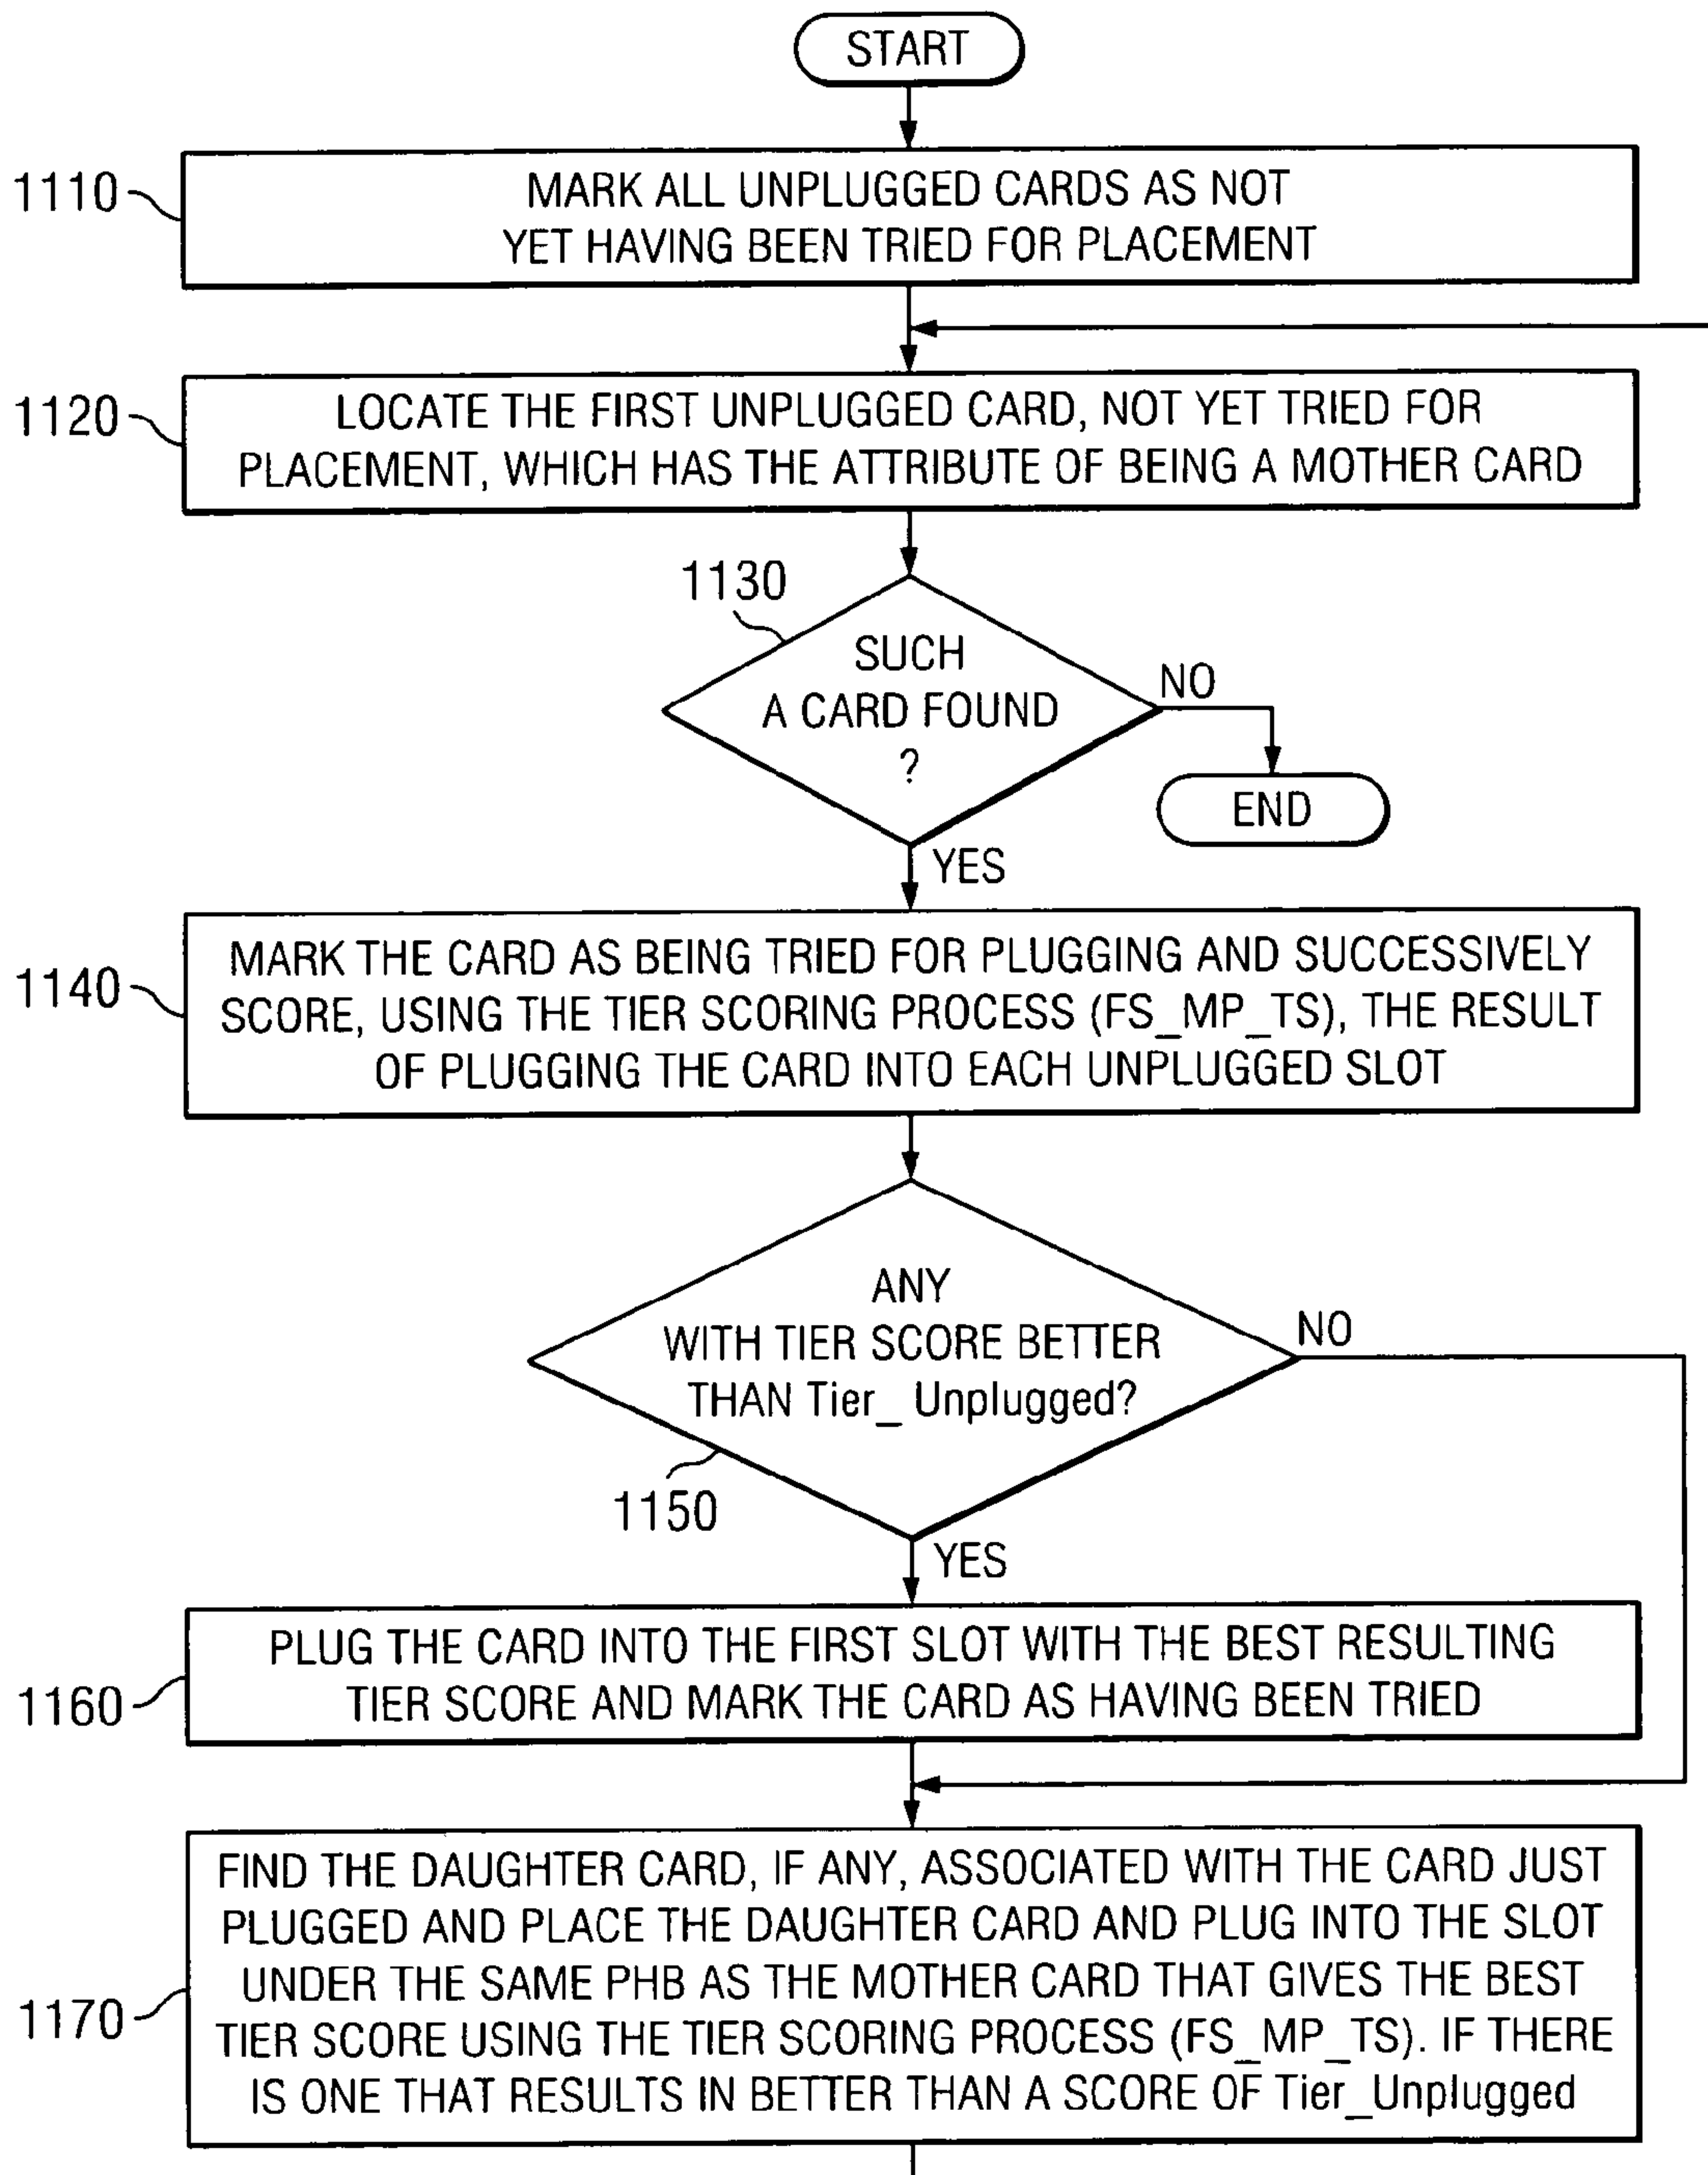 START
1110
MARK ALL UNPLUGGED CARDS AS NOT
YET HAVING BEEN TRIED FOR PLACEMENT
1120
LOCATE THE FIRST UNPLUGGED CARD, NOT YET TRIED FOR
PLACEMENT, WHICH HAS THE ATTRIBUTE OF BEING A MOTHER CARD
1130
SUCH
A CARD FOUND
?
NO
END
YES
1140
MARK THE CARD AS BEING TRIED FOR PLUGGING AND SUCCESSIVELY
SCORE, USING THE TIER SCORING PROCESS (FS_MP_TS), THE RESULT
OF PLUGGING THE CARD INTO EACH UNPLUGGED SLOT
ANY
WITH TIER SCORE BETTER
THAN Tier_ Unplugged?
NO
1150
YES
1160
PLUG THE CARD INTO THE FIRST SLOT WITH THE BEST RESULTING
TIER SCORE AND MARK THE CARD AS HAVING BEEN TRIED
1170
FIND THE DAUGHTER CARD, IF ANY, ASSOCIATED WITH THE CARD JUST
PLUGGED AND PLACE THE DAUGHTER CARD AND PLUG INTO THE SLOT
UNDER THE SAME PHB AS THE MOTHER CARD THAT GIVES THE BEST
TIER SCORE USING THE TIER SCORING PROCESS (FS_MP_TS). IF THERE
IS ONE THAT RESULTS IN BETTER THAN A SCORE OF Tier_Unplugged